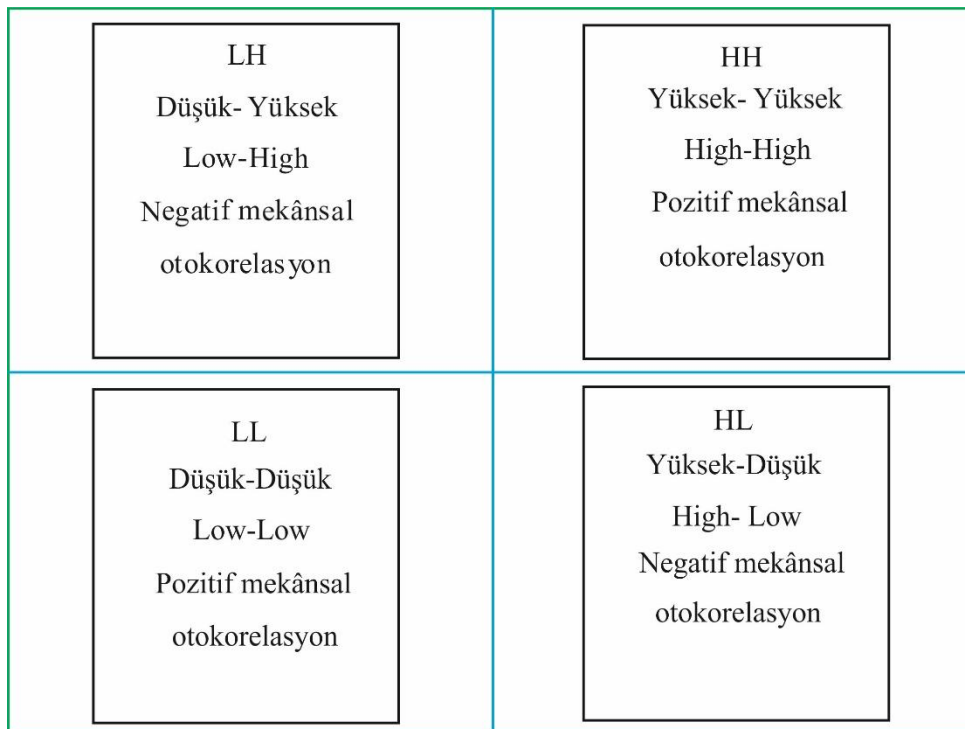 LH
Düşük- Yüksek
Low-High
Negatif mekânsal
otokorelasyon
HH
Yüksek- Yüksek
High-High
Pozitif mekânsal
otokorelasyon
LL
Düşük-Düşük
Low-Low
Pozitif mekânsal
otokorelasyon
HL
Yüksek-Düşük
High- Low
Negatif mekânsal
otokorelasyon